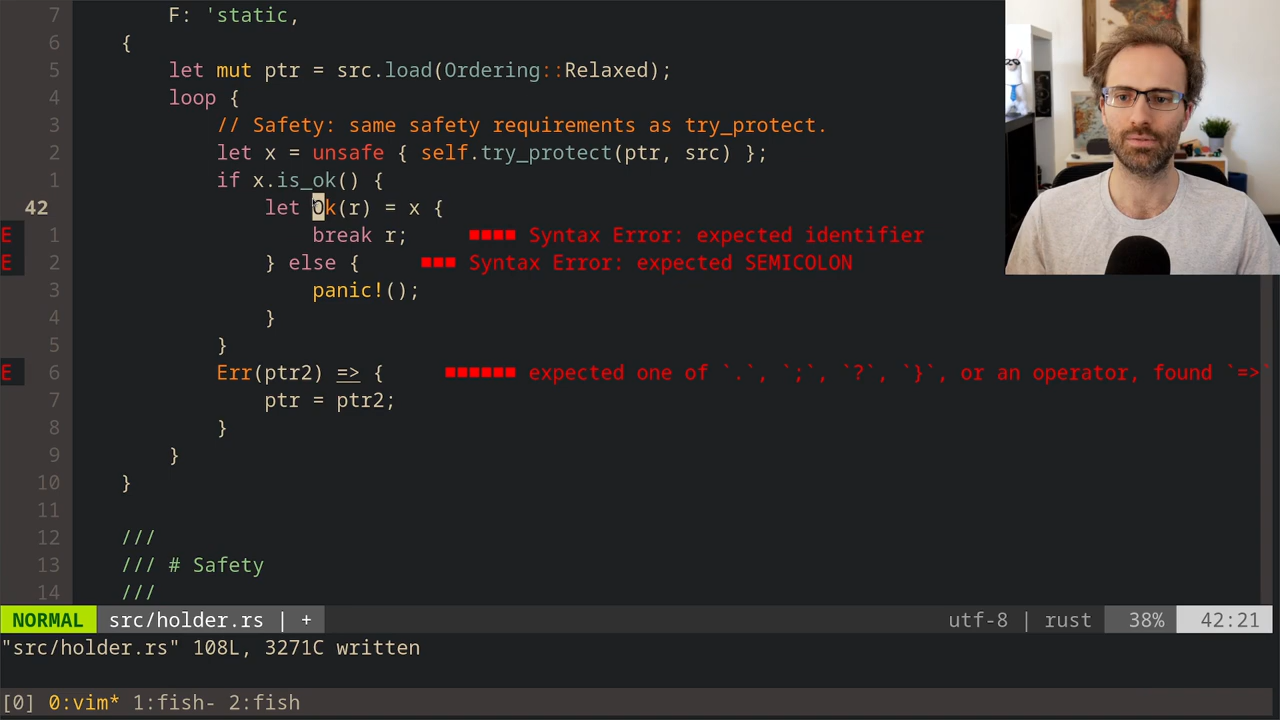 7 F: 'static,
6 {
5 let mut ptr = src.load(Ordering::Relaxed);
4 loop {
3 // Safety: same safety requirements as try_protect.
2 let x = unsafe { self.try_protect(ptr, src) };
1 if x.is_ok() {
42 let Ok(r) = x {
E 1 break r; ■■■■ Syntax Error: expected identifier
E 2 } else { ■■■ Syntax Error: expected SEMICOLON
3 panic!();
4 }
5 }
E 6 Err(ptr2) => { ■■■■■■ expected one of `.`, `;`, `?`, `}`, or an operator, found `=>`
7 ptr = ptr2;
8 }
9 }
10 }
11
12 ///
13 /// # Safety
14 ///
NORMAL src/holder.rs | + utf-8 | rust 38% 42:21
"src/holder.rs" 108L, 3271C written
[0] 0:vim* 1:fish- 2:fish